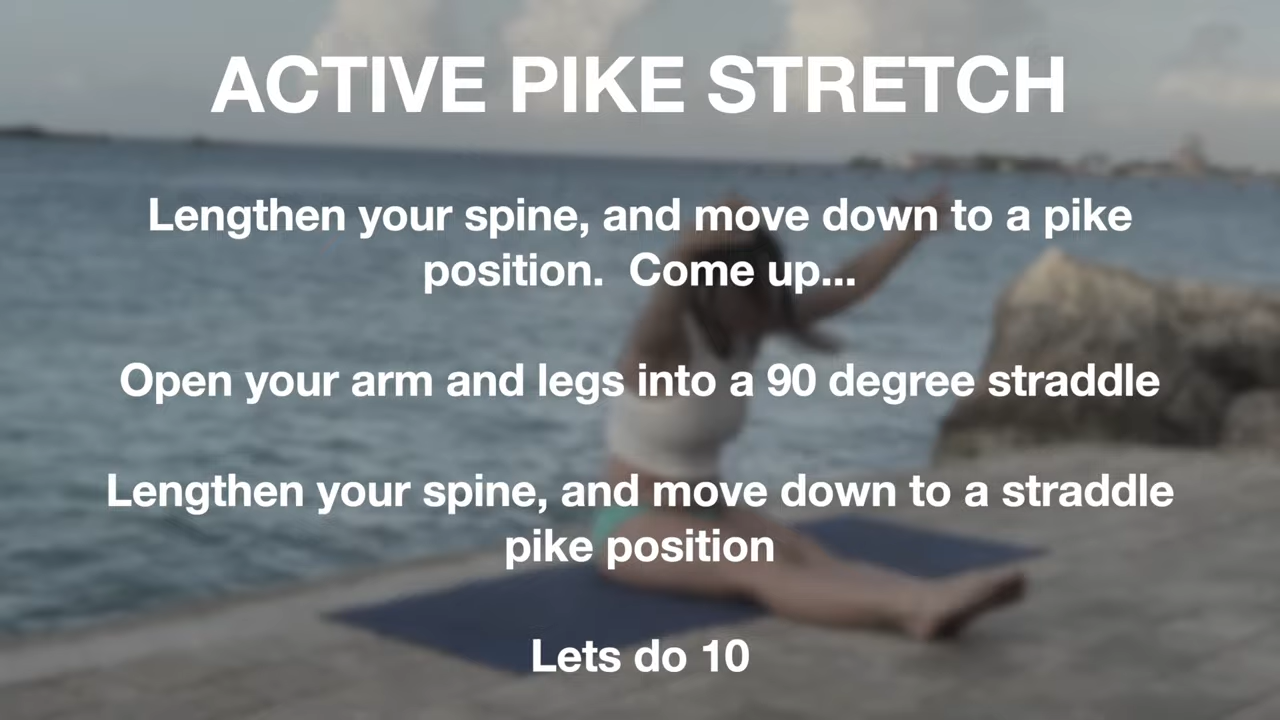 ACTIVE PIKE STRETCH
Lengthen your spine, and move down to a pike
position.  Come up...
Open your arm and legs into a 90 degree straddle
Lengthen your spine, and move down to a straddle
pike position
Lets do 10